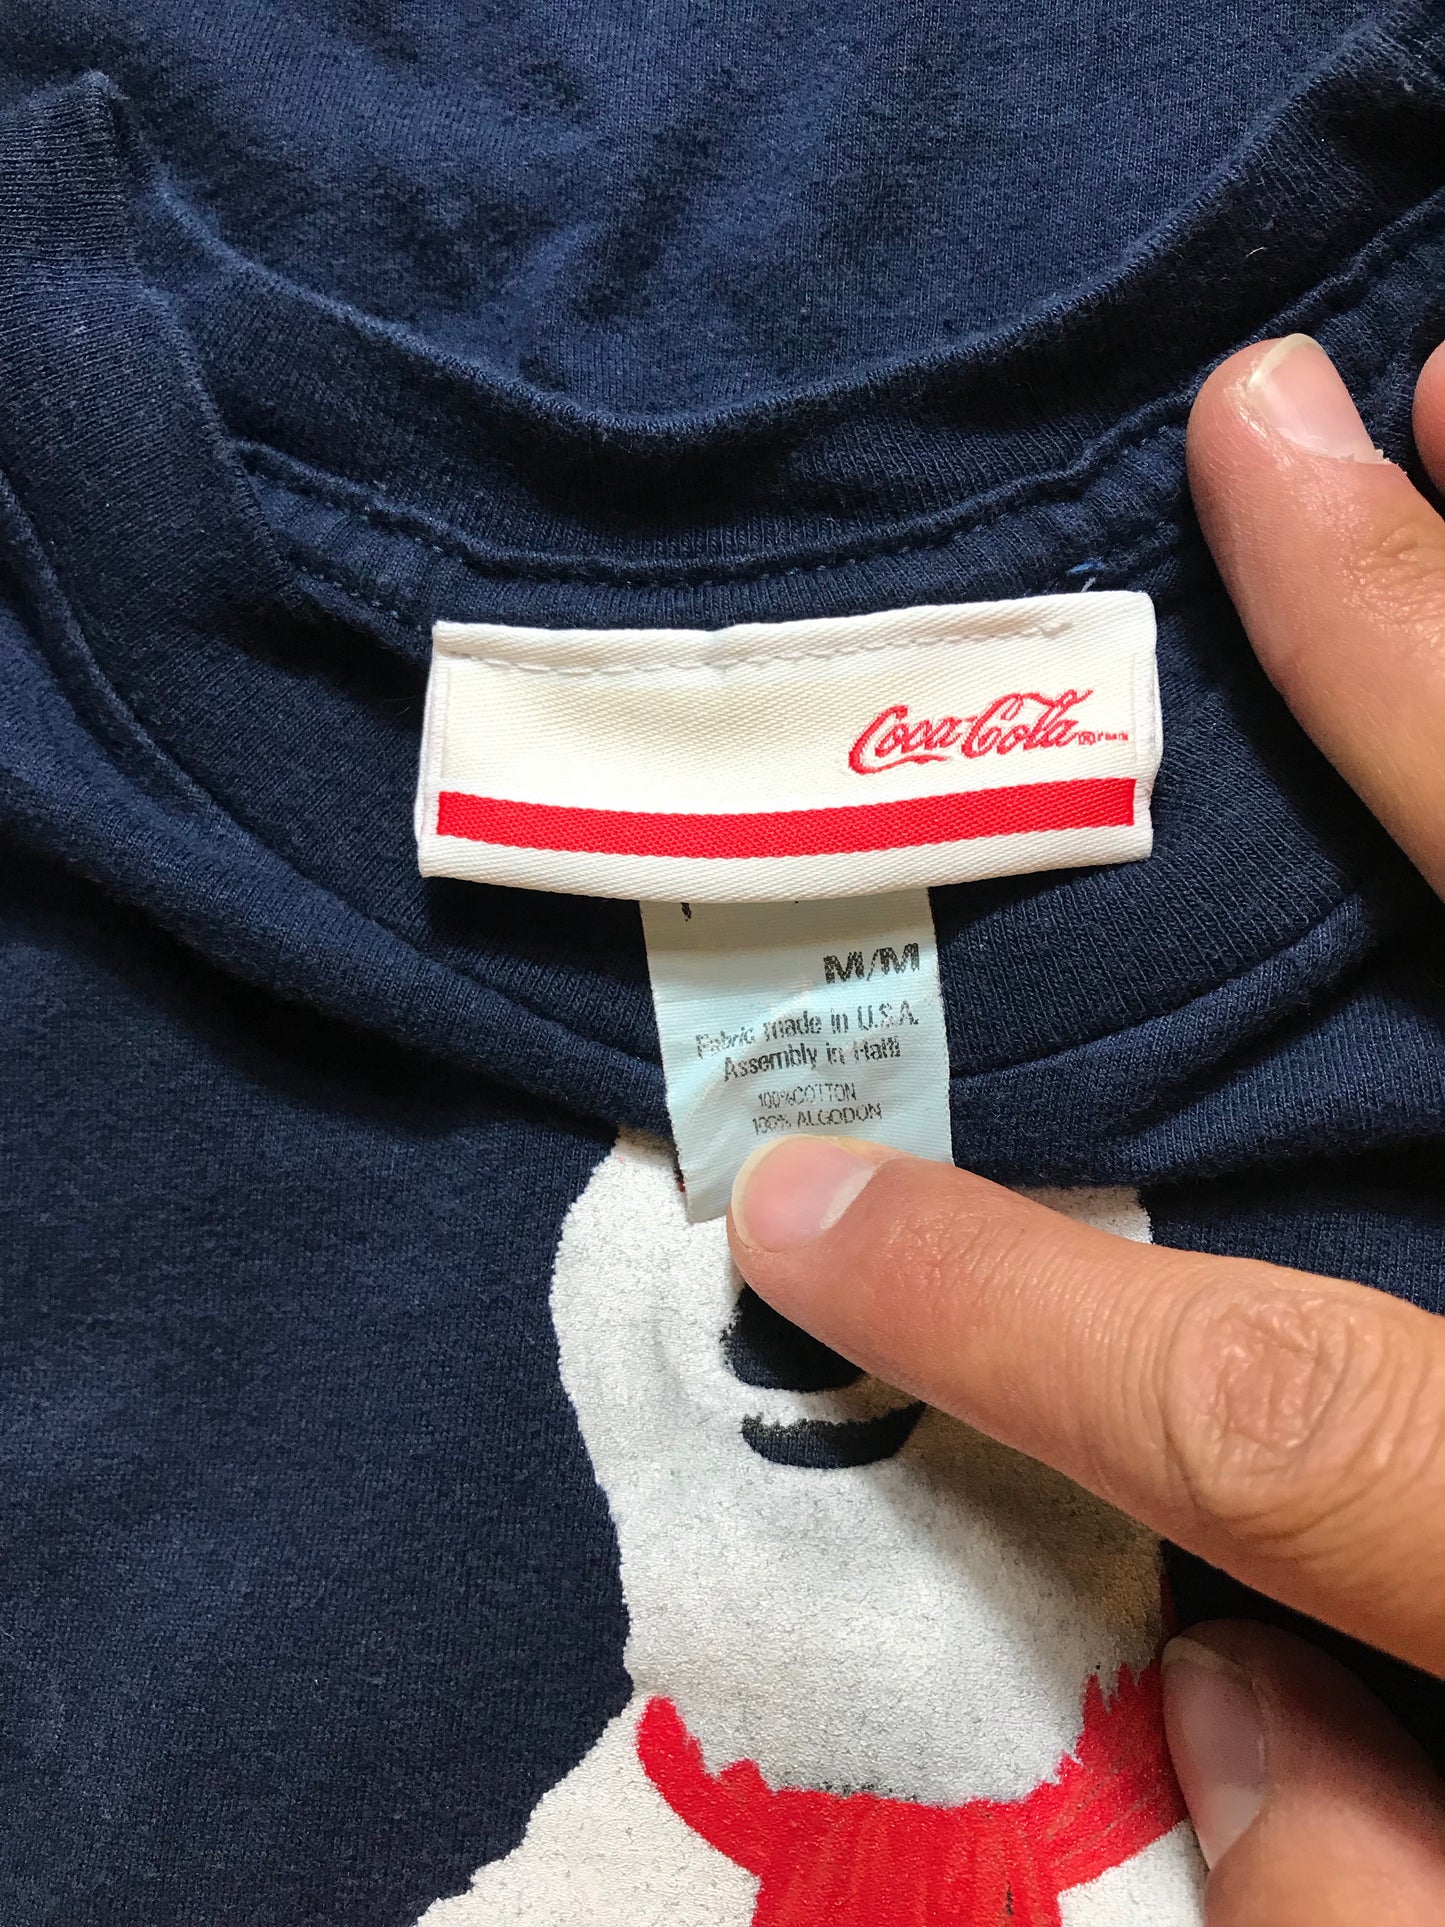 Coca-Cola
M/M
Fabric made in U.S.A.
Assembly in Haiti
100%COTTON
100% ALGODON